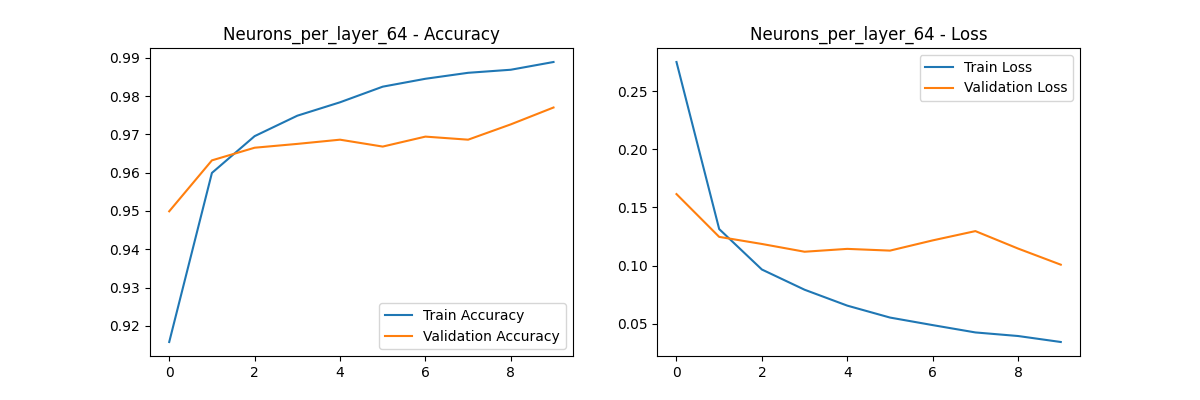 Neurons_per_layer_64 - Accuracy
0.99
0.98
0.97
0.96
0.95
0.94
0.93
0.92
0 2 4 6 8
Train Accuracy
Validation Accuracy
Neurons_per_layer_64 - Loss
0.25
0.20
0.15
0.10
0.05
0 2 4 6 8
Train Loss
Validation Loss